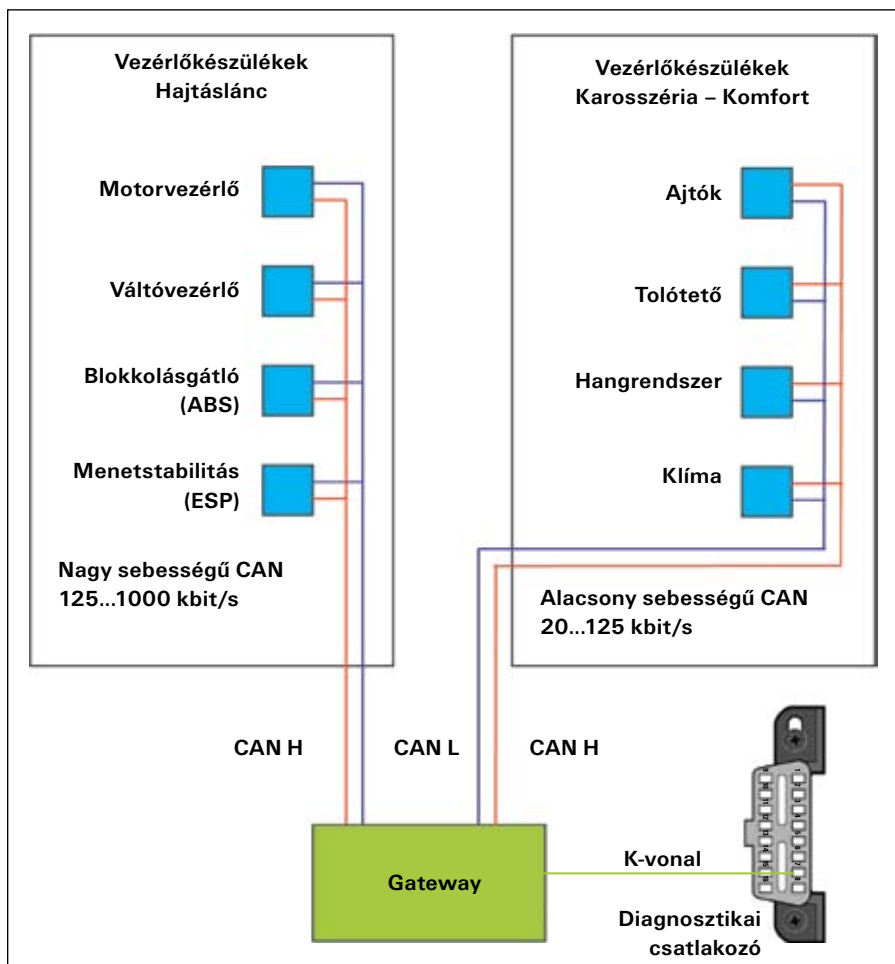 Vezérlőkészülékek
Hajtáslánc
Motorvezérlő
Váltóvezérlő
Blokkolásgátló
(ABS)
Menetstabilitás
(ESP)
Nagy sebességű CAN
125...1000 kbit/s
Vezérlőkészülékek
Karosszéria – Komfort
Ajtók
Tolótető
Hangrendszer
Klíma
Alacsony sebességű CAN
20...125 kbit/s
CAN H
CAN L
CAN H
Gateway
K-vonal
Diagnosztikai
csatlakozó